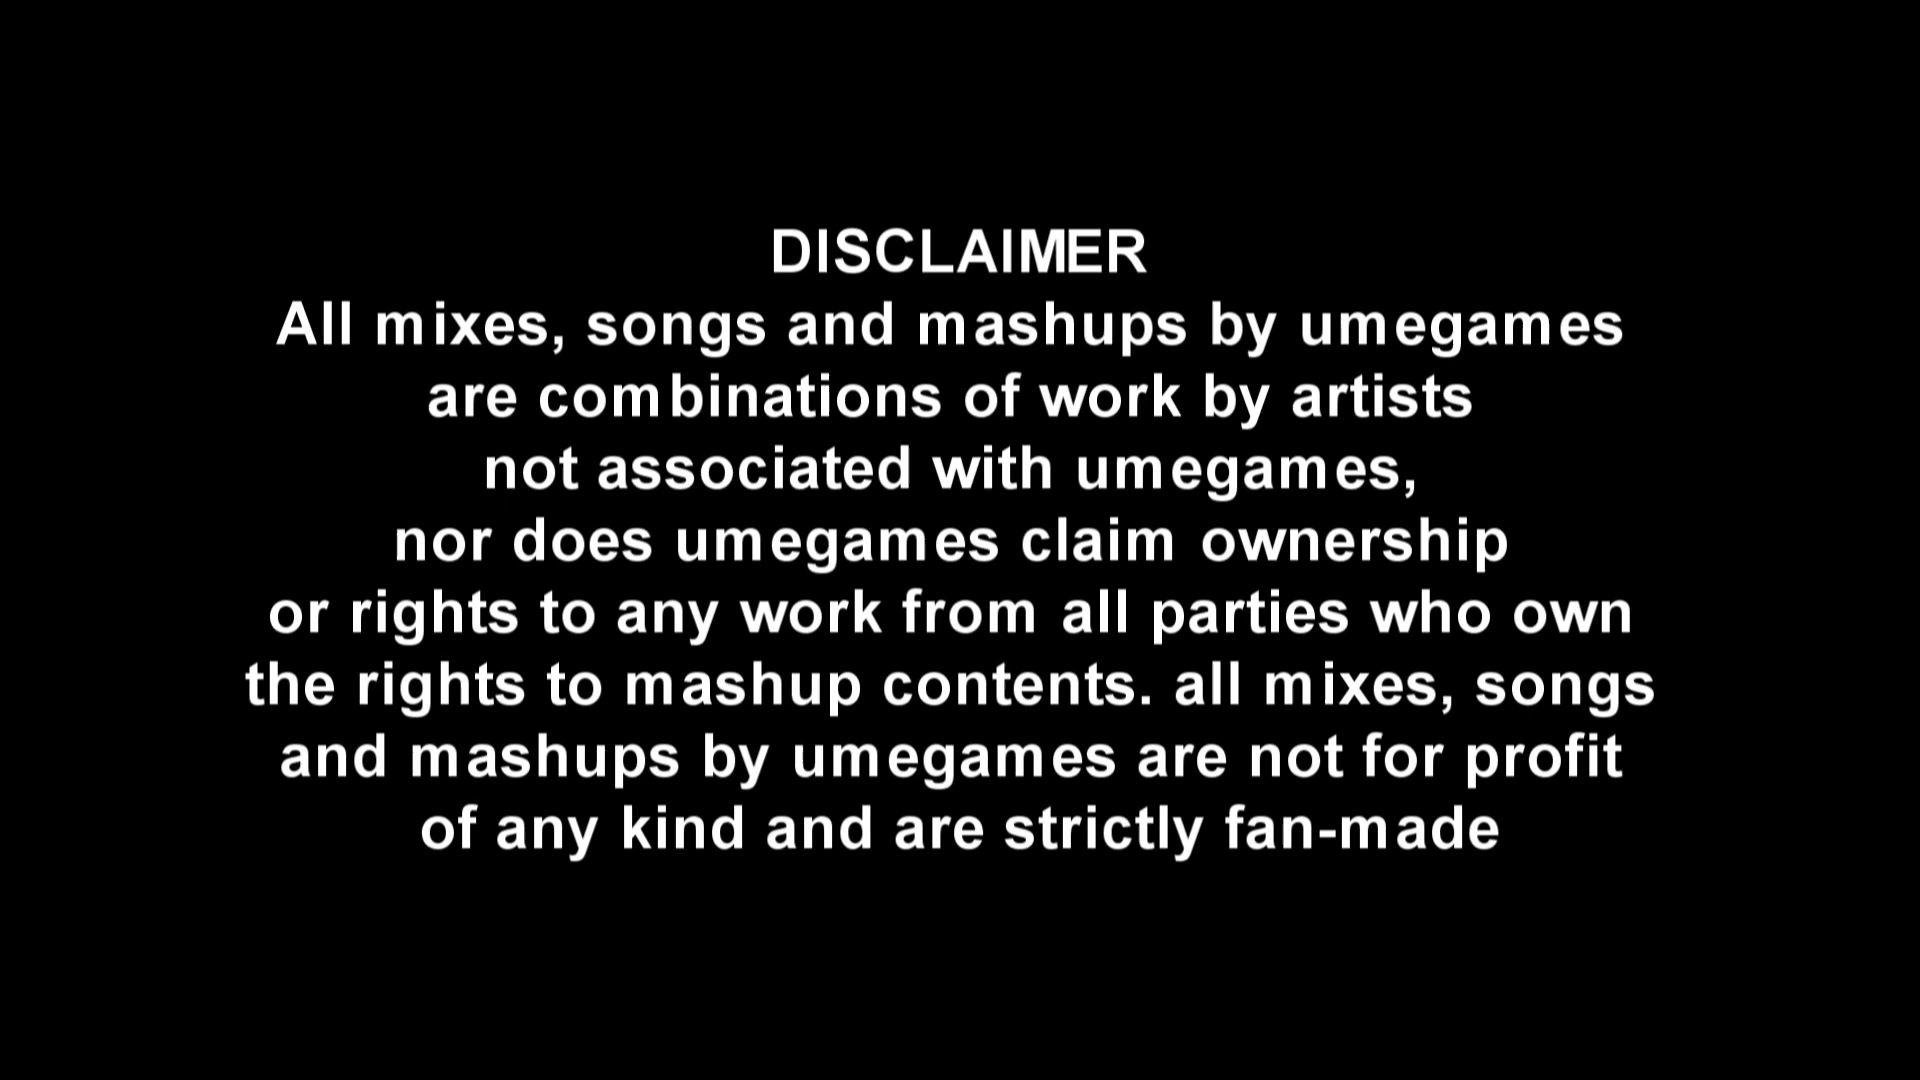 DISCLAIMER
All mixes, songs and mashups by umegames
are combinations of work by artists
not associated with umegames,
nor does umegames claim ownership
or rights to any work from all parties who own
the rights to mashup contents. all mixes, songs
and mashups by umegames are not for profit
of any kind and are strictly fan-made